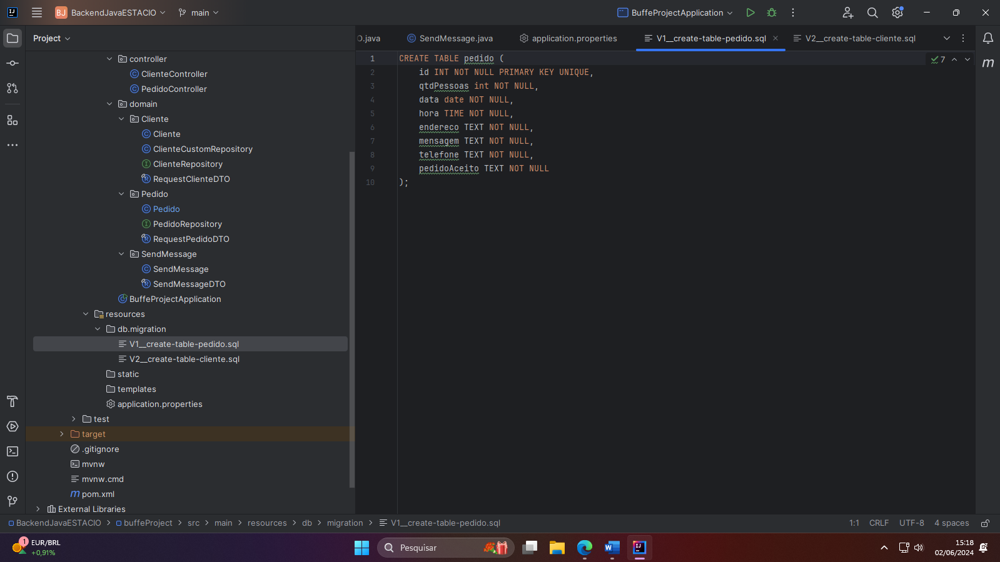 BJ BackendJavaESTACIO main BuffeProjectApplication
Project
O.java SendMessage.java application.properties V1__create-table-pedido.sql V2__create-table-cliente.sql
controller
ClienteController
PedidoController
domain
Cliente
Cliente
ClienteCustomRepository
ClienteRepository
RequestClienteDTO
Pedido
Pedido
PedidoRepository
RequestPedidoDTO
SendMessage
SendMessage
SendMessageDTO
BuffeProjectApplication
resources
db.migration
V1__create-table-pedido.sql
V2__create-table-cliente.sql
static
templates
application.properties
test
target
.gitignore
mvnw
mvnw.cmd
pom.xml
External Libraries
1 CREATE TABLE pedido (
2 id INT NOT NULL PRIMARY KEY UNIQUE,
3 qtdPessoas int NOT NULL,
4 data date NOT NULL,
5 hora TIME NOT NULL,
6 endereco TEXT NOT NULL,
7 mensagem TEXT NOT NULL,
8 telefone TEXT NOT NULL,
9 pedidoAceito TEXT NOT NULL
10 );
7
BackendJavaESTACIO > buffeProject > src > main > resources > db > migration > V1__create-table-pedido.sql
1:1 CRLF UTF-8 4 spaces
1 EUR/BRL
+0,91%
Pesquisar
15:18
02/06/2024